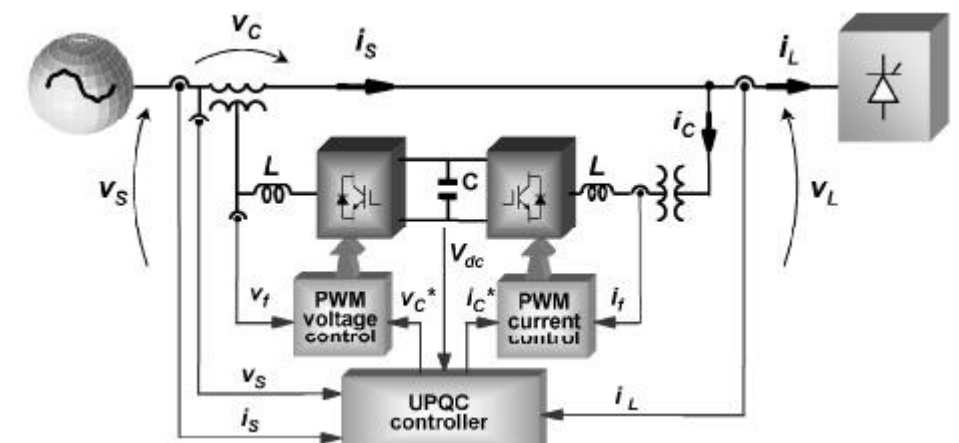 v_C
i_S
i_L
i_C
v_S
L
C
L
v_L
V_dc
v_f
PWM
voltage
control
v_C*
i_C*
PWM
current
control
i_f
v_S
UPQC
controller
i_L
i_S